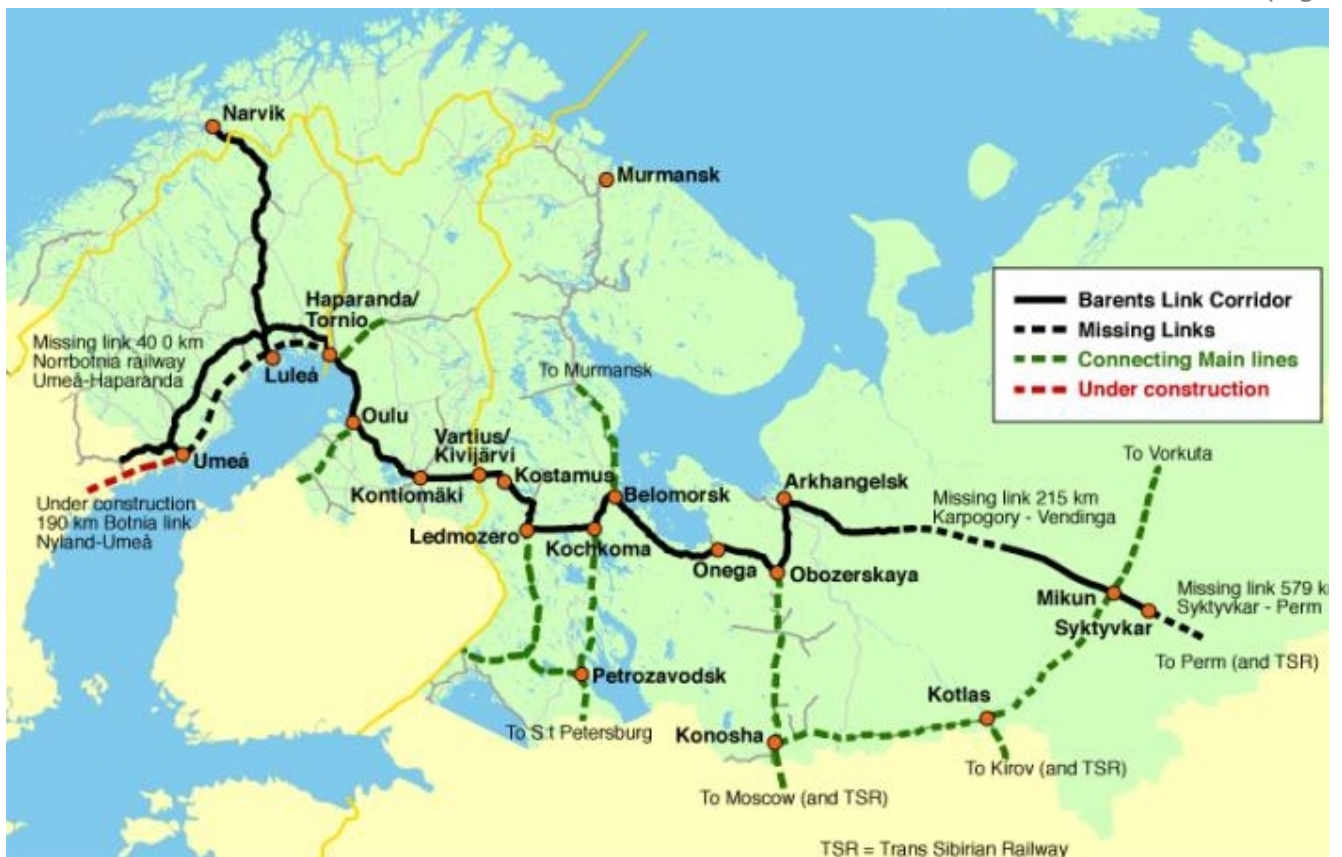 Narvik
Murmansk
Haparanda/
Tornio
Missing link 40 0 km
Norrbotnia railway
Umeå-Haparanda
Luleå
Barents Link Corridor
Missing Links
Connecting Main lines
Under construction
To Murmansk
Oulu
Vartius/
Kivijärvi
Umeå
Kostamus
Kontiomäki
Belomorsk
Arkhangelsk
To Vorkuta
Under construction
190 km Botnia link
Nyland-Umeå
Missing link 215 km
Karpogory - Vendinga
Ledmozero
Kochkoma
Onega
Obozerskaya
Mikun
Missing link 579 k
Syktyvkar - Perm
Syktyvkar
To Perm (and TSR)
Petrozavodsk
Kotlas
To S:t Petersburg
Konosha
To Kirov (and TSR)
To Moscow (and TSR)
TSR = Trans Sibirian Railway